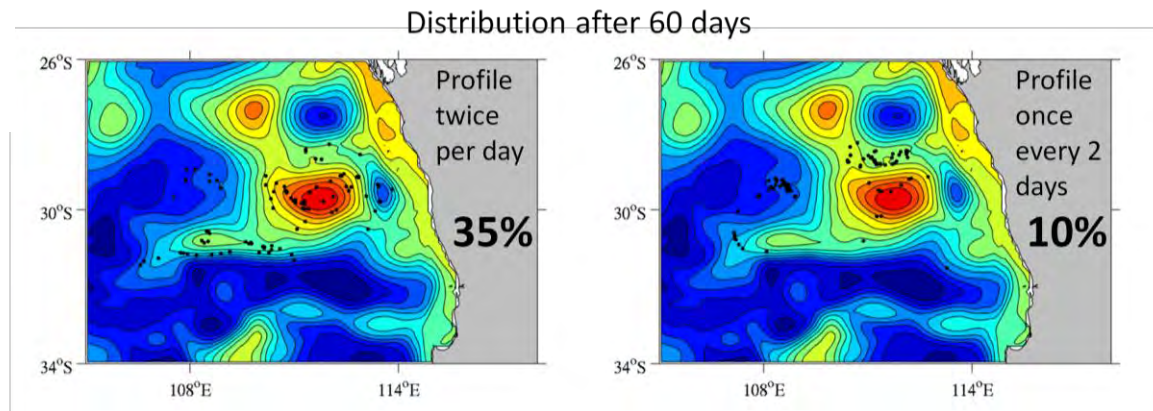 Distribution after 60 days
26°S
30°S
34°S
108°E
114°E
Profile
twice
per day
35%
26°S
30°S
34°S
108°E
114°E
Profile
once
every 2
days
10%